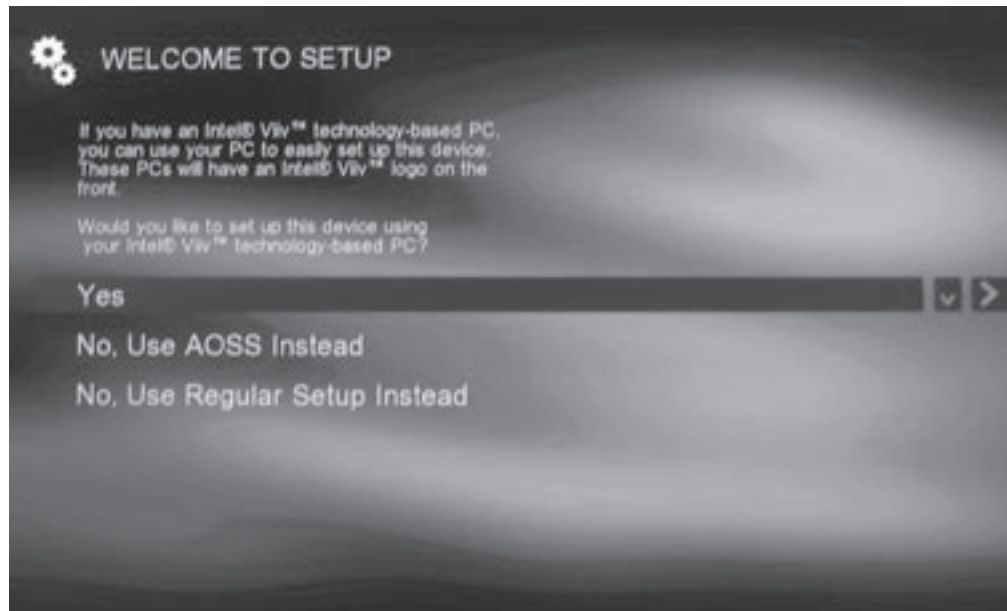 WELCOME TO SETUP
If you have an Intel® Viiv™ technology-based PC,
you can use your PC to easily set up this device.
These PCs will have an Intel® Viiv™ logo on the
front.
Would you like to set up this device using
your Intel® Viiv™ technology-based PC?
Yes
No, Use AOSS Instead
No, Use Regular Setup Instead